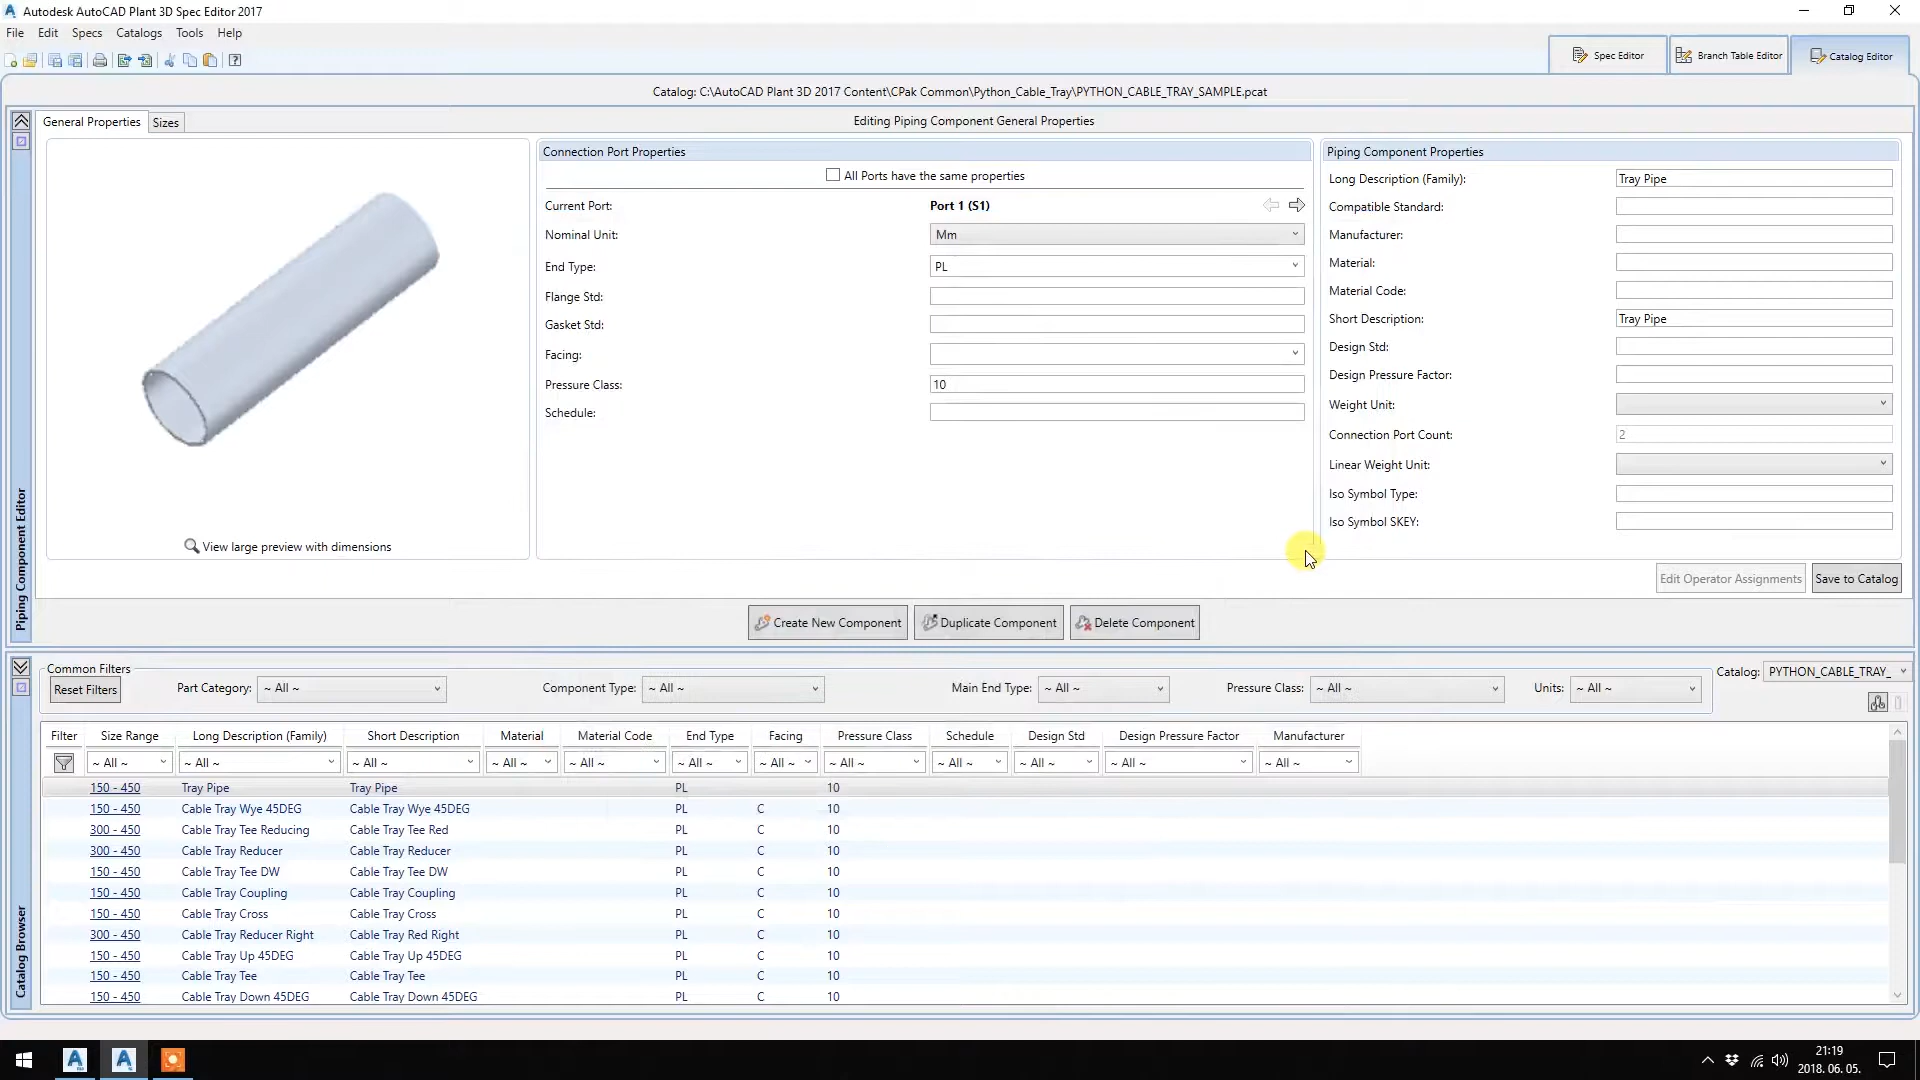 Autodesk AutoCAD Plant 3D Spec Editor 2017
File Edit Specs Catalogs Tools Help
Spec Editor Branch Table Editor Catalog Editor
Catalog: C:\AutoCAD Plant 3D 2017 Content\CPak Common\Python_Cable_Tray\PYTHON_CABLE_TRAY_SAMPLE.pcat
General Properties Sizes Editing Piping Component General Properties
Piping Component Editor
View large preview with dimensions
Connection Port Properties
All Ports have the same properties
Current Port: Port 1 (S1)
Nominal Unit: Mm
End Type: PL
Flange Std:
Gasket Std:
Facing:
Pressure Class: 10
Schedule:
Piping Component Properties
Long Description (Family): Tray Pipe
Compatible Standard:
Manufacturer:
Material:
Material Code:
Short Description: Tray Pipe
Design Std:
Design Pressure Factor:
Weight Unit:
Connection Port Count: 2
Linear Weight Unit:
Iso Symbol Type:
Iso Symbol SKEY:
Edit Operator Assignments Save to Catalog
Create New Component Duplicate Component Delete Component
Catalog Browser
Common Filters
Reset Filters Part Category: ~ All ~ Component Type: ~ All ~ Main End Type: ~ All ~ Pressure Class: ~ All ~ Units: ~ All ~ Catalog: PYTHON_CABLE_TRAY_
Filter Size Range Long Description (Family) Short Description Material Material Code End Type Facing Pressure Class Schedule Design Std Design Pressure Factor Manufacturer
~ All ~ ~ All ~ ~ All ~ ~ All ~ ~ All ~ ~ All ~ ~ All ~ ~ All ~ ~ All ~ ~ All ~ ~ All ~ ~ All ~
150 - 450 Tray Pipe Tray Pipe PL 10
150 - 450 Cable Tray Wye 45DEG Cable Tray Wye 45DEG PL C 10
300 - 450 Cable Tray Tee Reducing Cable Tray Tee Red PL C 10
300 - 450 Cable Tray Reducer Cable Tray Reducer PL C 10
150 - 450 Cable Tray Tee DW Cable Tray Tee DW PL C 10
150 - 450 Cable Tray Coupling Cable Tray Coupling PL C 10
150 - 450 Cable Tray Cross Cable Tray Cross PL C 10
300 - 450 Cable Tray Reducer Right Cable Tray Red Right PL C 10
150 - 450 Cable Tray Up 45DEG Cable Tray Up 45DEG PL C 10
150 - 450 Cable Tray Tee Cable Tray Tee PL C 10
150 - 450 Cable Tray Down 45DEG Cable Tray Down 45DEG PL C 10
21:19
2018. 06. 05.